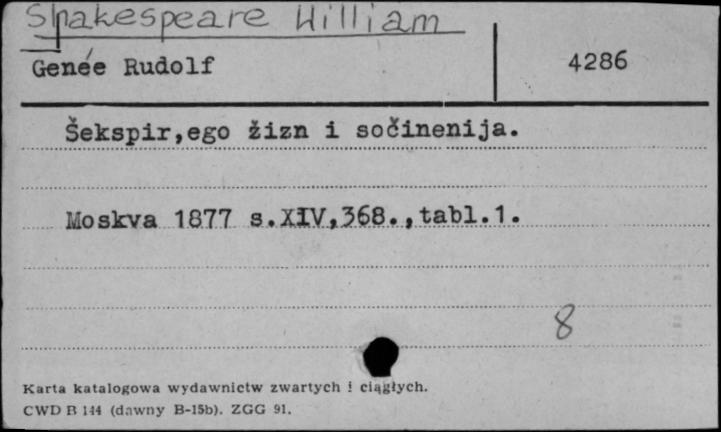 Shakespeare William
Genée Rudolf 4286
Šekspir,ego žizn i sočinenija.
Moskva 1877 s.XIV,368.,tabl.1.
8
Karta katalogowa wydawnictw zwartych i ciągłych.
CWD B 144 (dawny B-15b). ZGG 91.